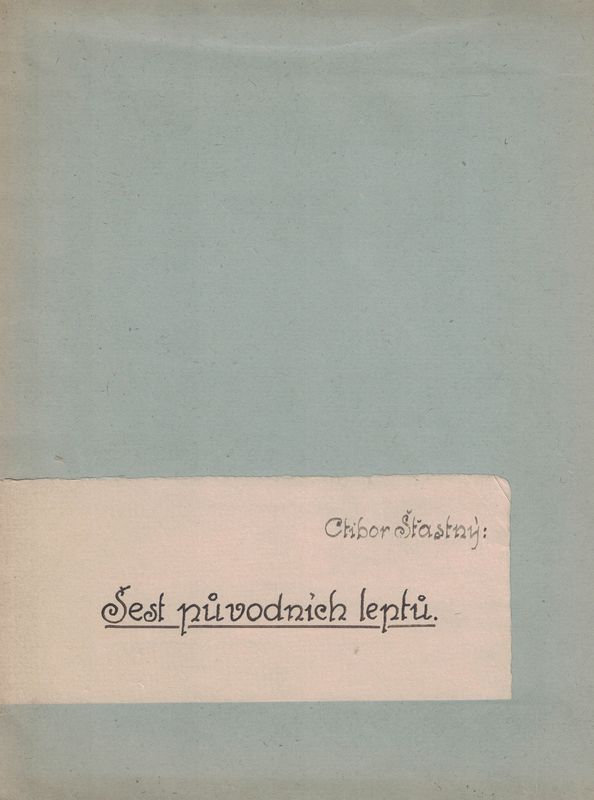 Ctibor Šťastný:
Šest původních leptů.